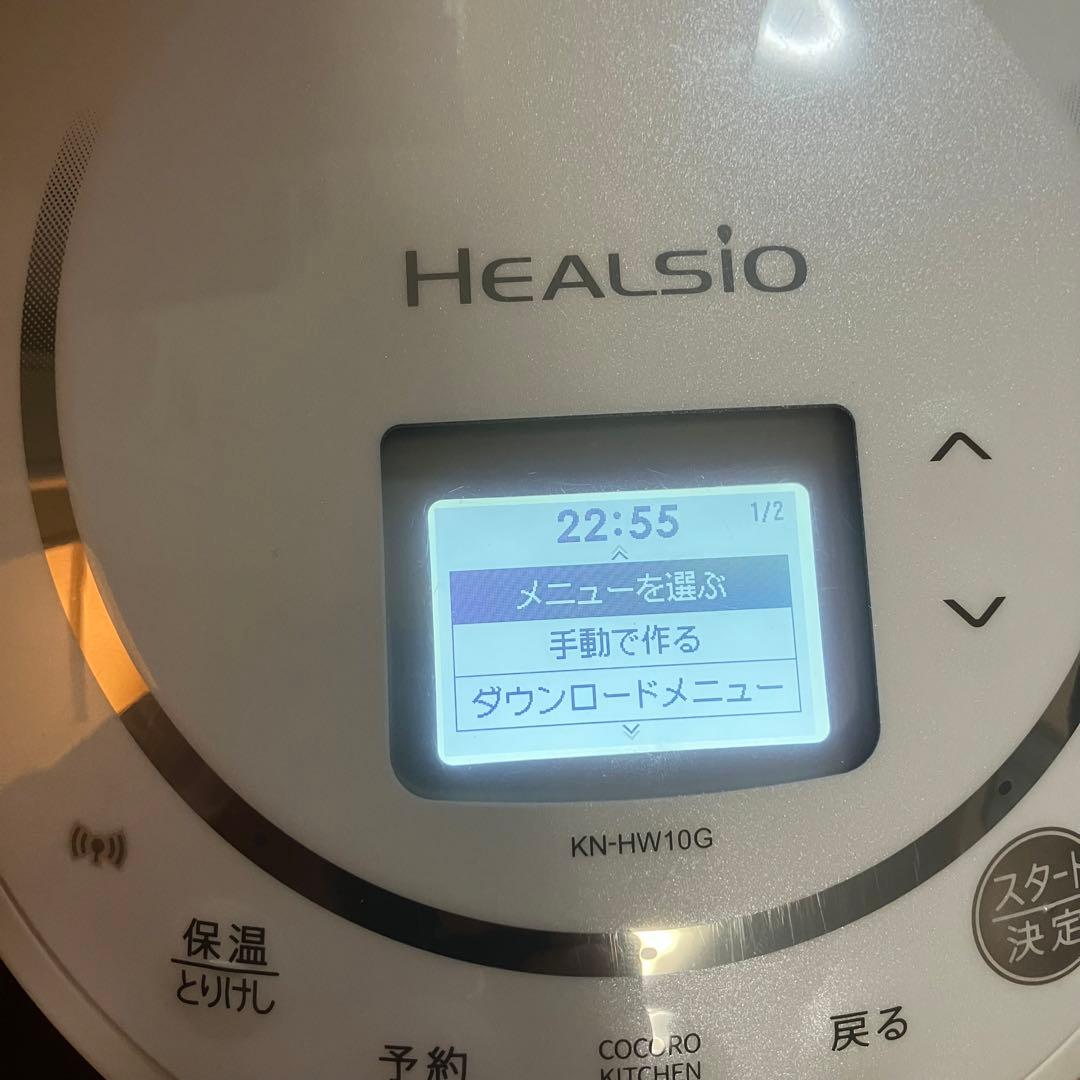 HEALSIO
22:55 1/2
メニューを選ぶ
手動で作る
ダウンロードメニュー
KN-HW10G
スタート
決定
保温
とりけし
戻る
予約
COCORO
KITCHEN